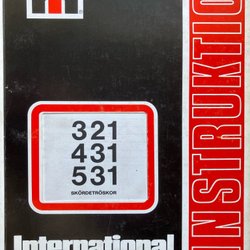 321
431
531
SKÖRDETRÖSKOR
International
INSTRUKTIO